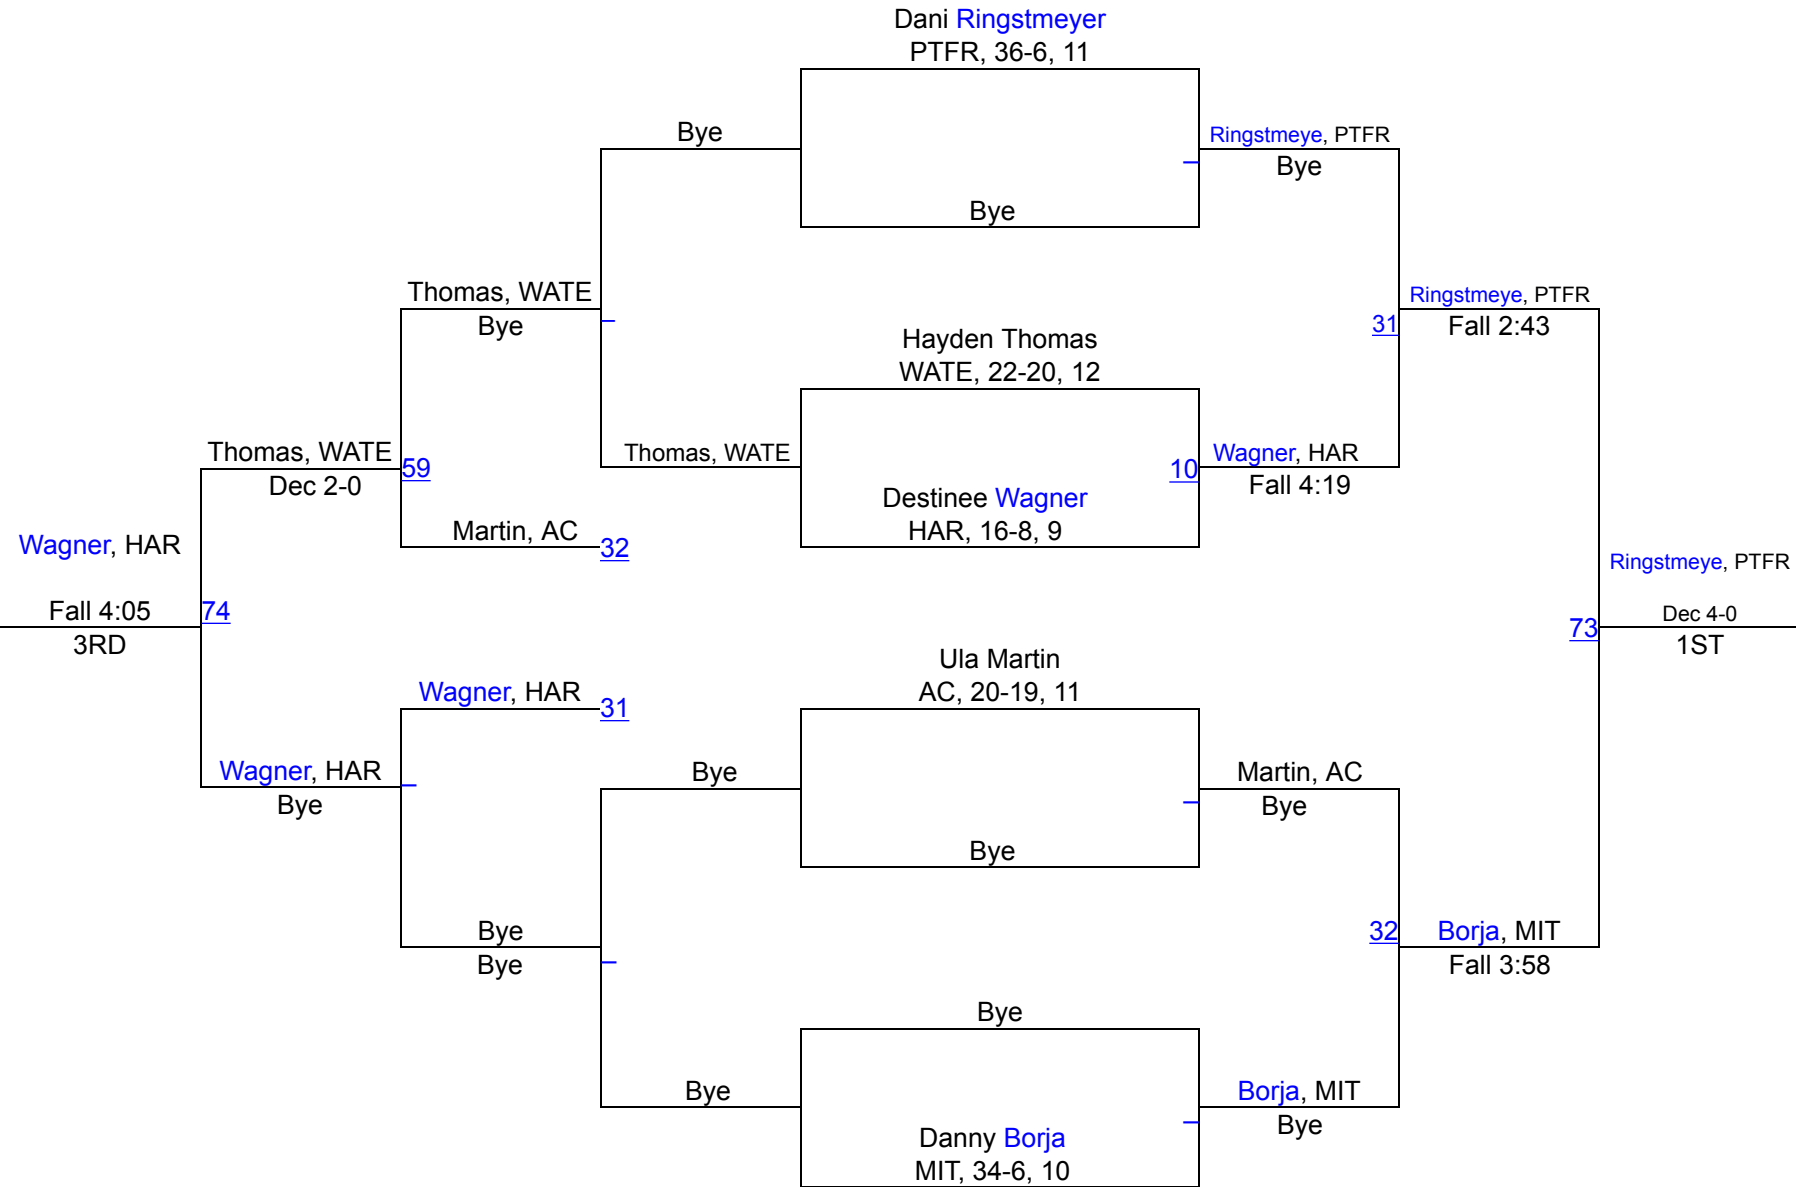 Dani Ringstmeyer
PTFR, 36-6, 11
Bye
Ringstmeye, PTFR
Bye
Bye
Thomas, WATE
Bye
Ringstmeye, PTFR
31
Fall 2:43
Hayden Thomas
WATE, 22-20, 12
Thomas, WATE
59
Dec 2-0
Thomas, WATE
10
Wagner, HAR
Fall 4:19
Destinee Wagner
HAR, 16-8, 9
Martin, AC
32
Wagner, HAR
Fall 4:05
74
3RD
Ringstmeye, PTFR
Dec 4-0
73
1ST
Ula Martin
AC, 20-19, 11
Wagner, HAR
31
Wagner, HAR
Bye
Bye
Martin, AC
Bye
Bye
Bye
Bye
32
Borja, MIT
Fall 3:58
Bye
Bye
Borja, MIT
Bye
Danny Borja
MIT, 34-6, 10